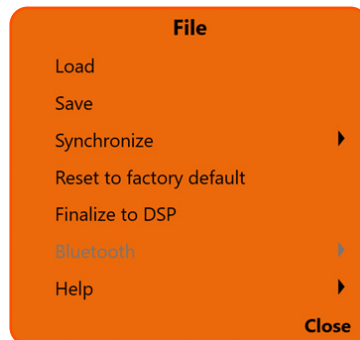 File
Load
Save
Synchronize
Reset to factory default
Finalize to DSP
Bluetooth
Help
Close